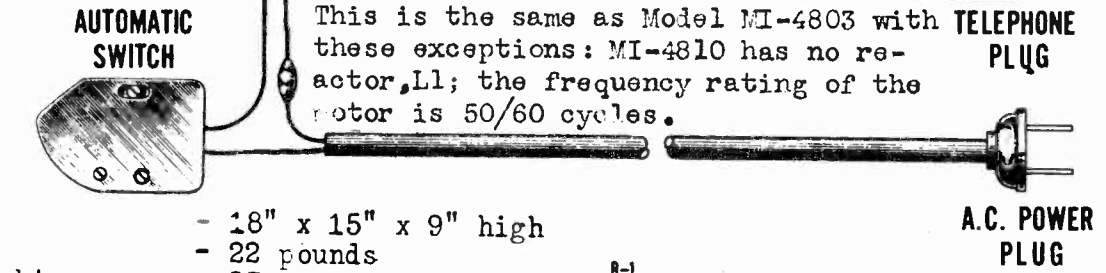 AUTOMATIC
SWITCH
This is the same as Model MI-4803 with
these exceptions: MI-4810 has no re-
actor,L1; the frequency rating of the
motor is 50/60 cycles.
TELEPHONE
PLUG
A.C. POWER
PLUG
- 18" x 15" x 9" high
- 22 pounds
R-1